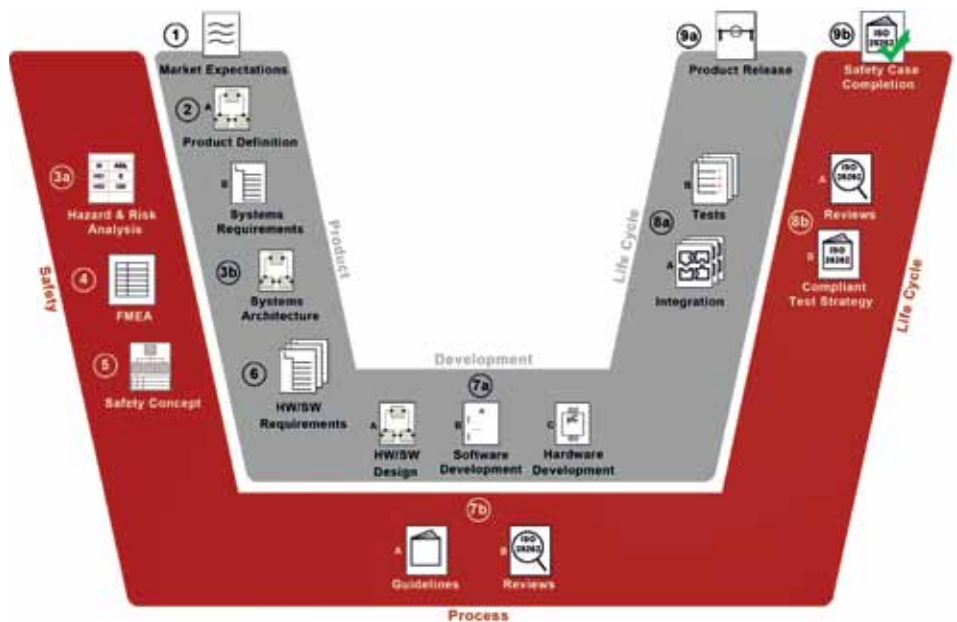 1
Market Expectations
2
A
Product Definition
B
Systems
Requirements
3a
Hazard & Risk
Analysis
3b
Systems
Architecture
4
FMEA
5
Safety Concept
6
HW/SW
Requirements
7a
A
HW/SW
Design
B
Software
Development
C
Hardware
Development
7b
A
Guidelines
B
ISO
26262
Reviews
8a
B
Tests
A
Integration
8b
A
ISO
26262
Reviews
B
ISO
26262
Compliant
Test Strategy
9a
Product Release
9b
ISO
26262
Safety Case
Completion
Safety
Process
Life Cycle
Product
Development
Life Cycle